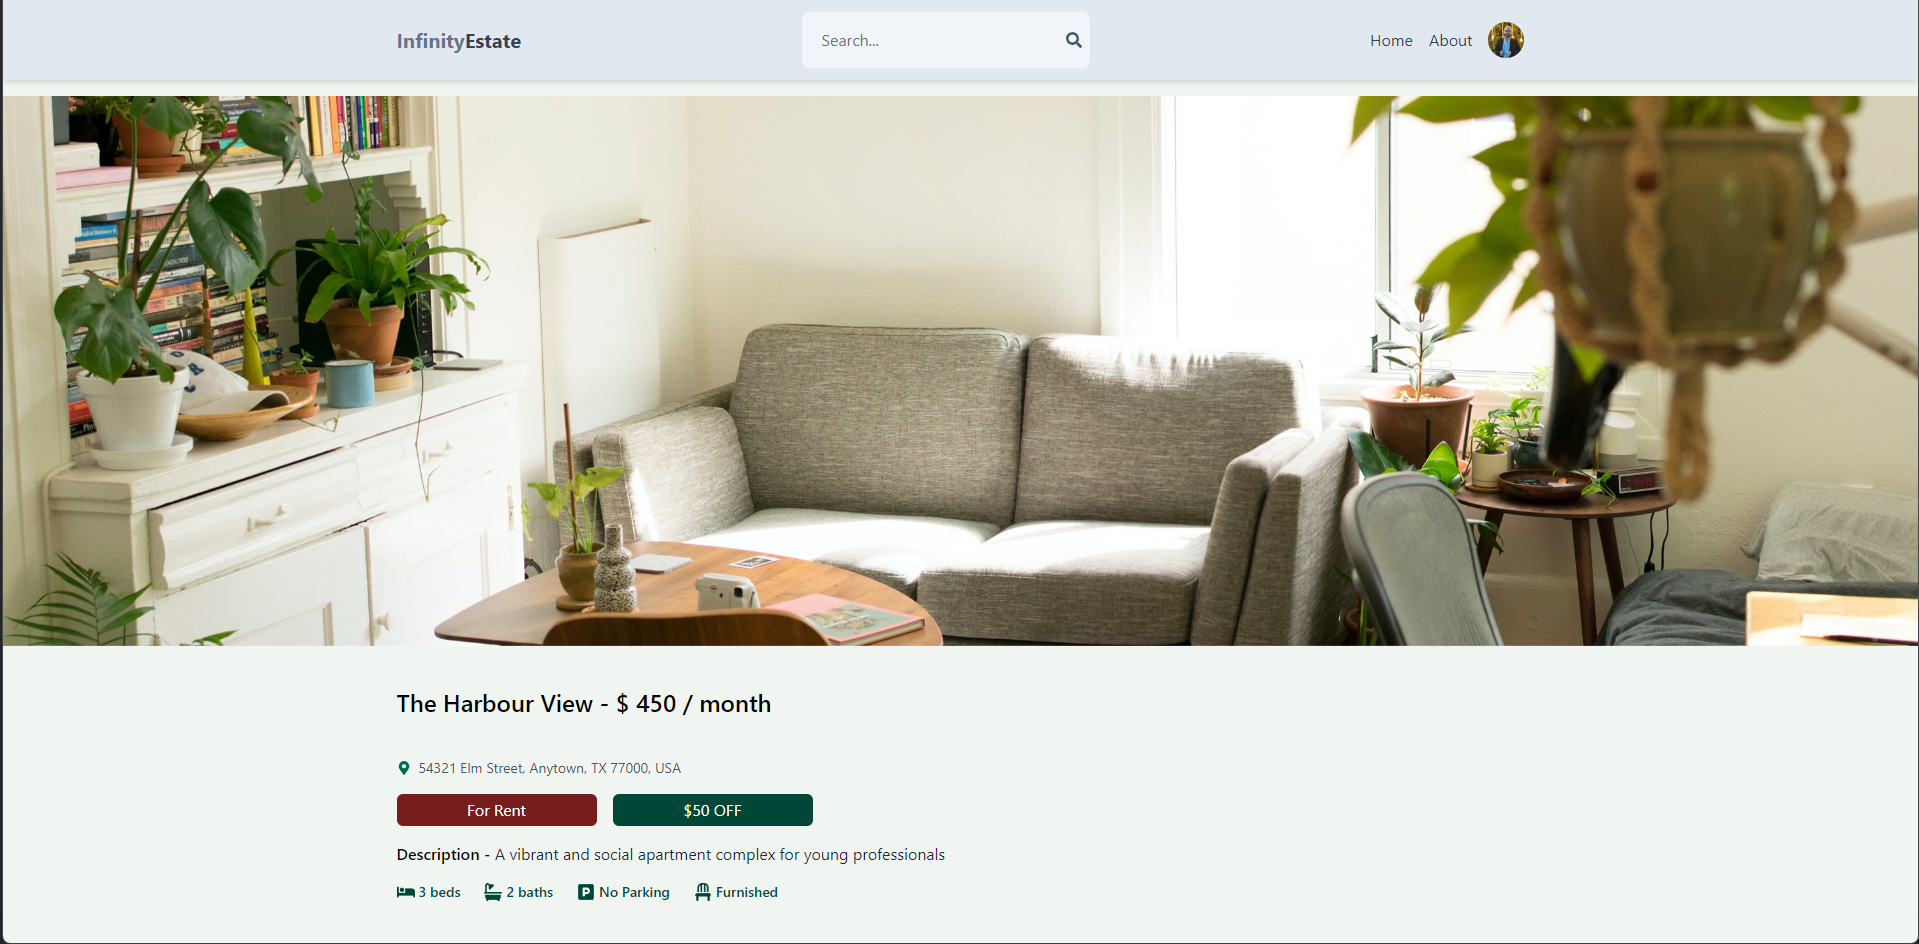 InfinityEstate
Search...
Home
About
The Harbour View - $ 450 / month
54321 Elm Street, Anytown, TX 77000, USA
For Rent
$50 OFF
Description - A vibrant and social apartment complex for young professionals
3 beds
2 baths
No Parking
Furnished